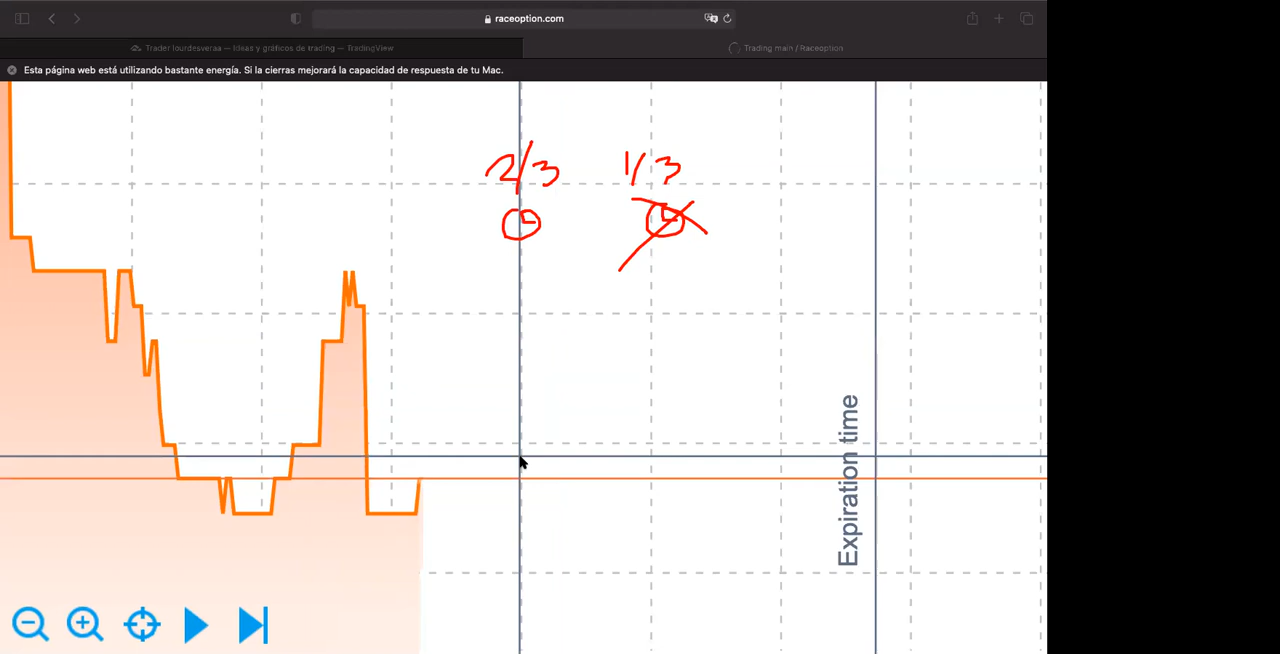 raceoption.com
Trader lourdesveraa — Ideas y gráficos de trading — TradingView
Trading main / Raceoption
Esta página web está utilizando bastante energía. Si la cierras mejorará la capacidad de respuesta de tu Mac.
2/3 1/3
Expiration time